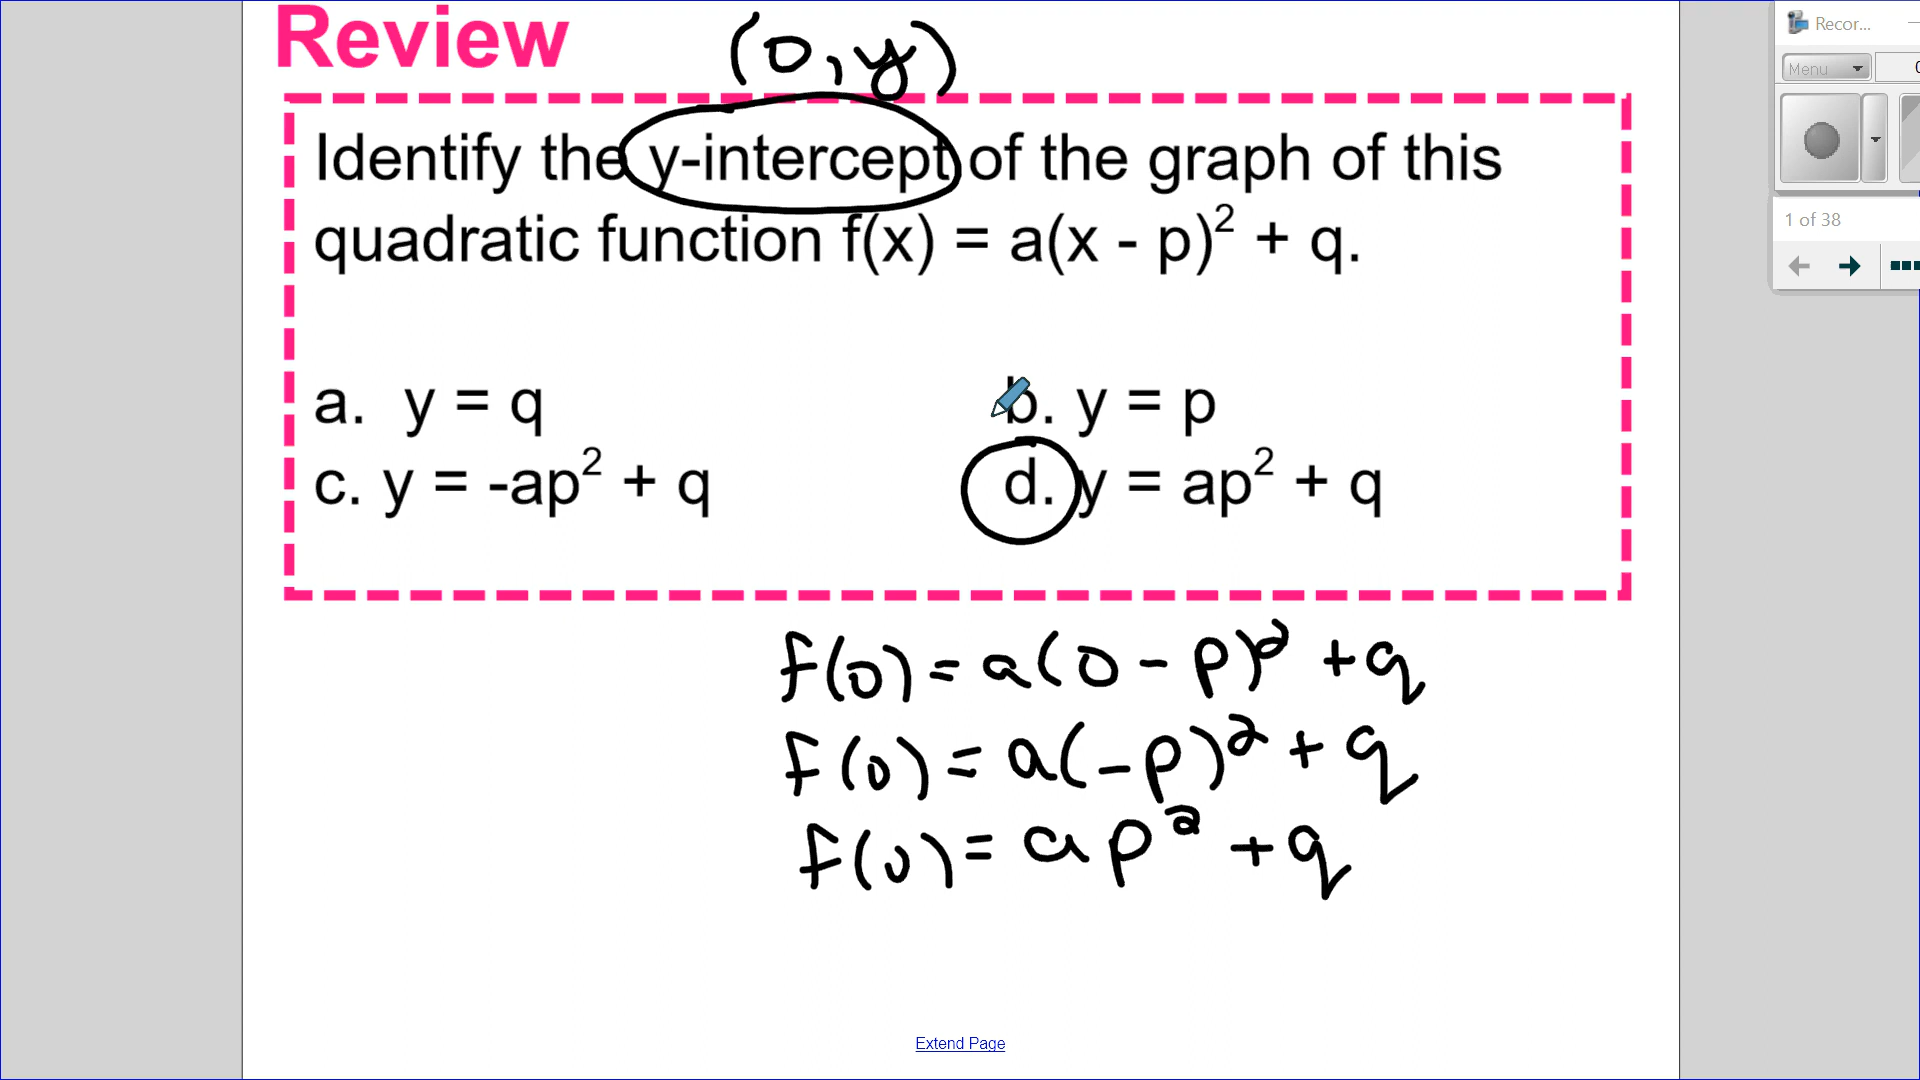 Review
(0,y)
Identify the y-intercept of the graph of this
quadratic function f(x) = a(x - p)² + q.
a. y = q
b. y = p
c. y = -ap² + q
d. y = ap² + q
f(0) = a(0 - p)² + q
f(0) = a(-p)² + q
f(0) = ap² + q
Extend Page
Recor...
Menu
1 of 38